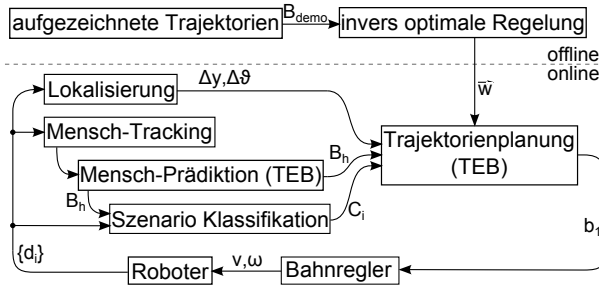 aufgezeichnete Trajektorien
B_demo
invers optimale Regelung
offline
online
w̄
Lokalisierung
Δy,Δϑ
Mensch-Tracking
Trajektorienplanung
(TEB)
Mensch-Prädiktion (TEB)
B_h
B_h
Szenario Klassifikation
C_i
b_1
{d_i}
Roboter
v,ω
Bahnregler